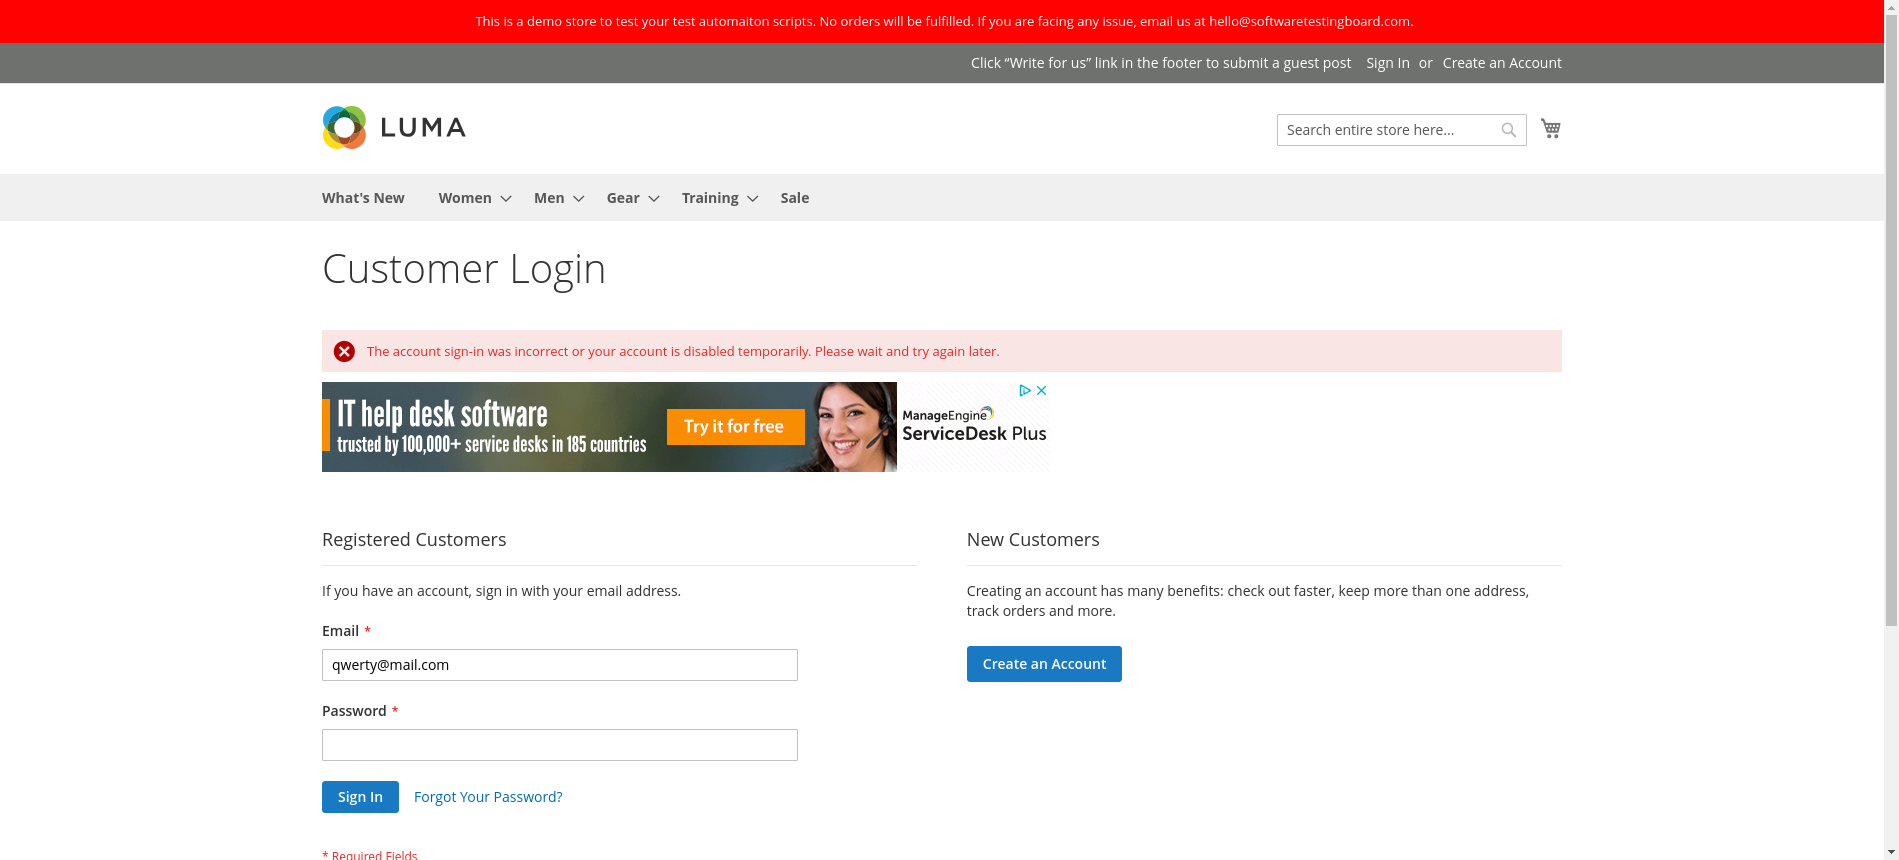 This is a demo store to test your test automaiton scripts. No orders will be fulfilled. If you are facing any issue, email us at hello@softwaretestingboard.com.
Click “Write for us” link in the footer to submit a guest post Sign In or Create an Account
LUMA
Search entire store here...
What's New Women Men Gear Training Sale
Customer Login
The account sign-in was incorrect or your account is disabled temporarily. Please wait and try again later.
IT help desk software
trusted by 100,000+ service desks in 185 countries
Try it for free
ManageEngine
ServiceDesk Plus
Registered Customers
If you have an account, sign in with your email address.
Email *
qwerty@mail.com
Password *
Sign In Forgot Your Password?
* Required Fields
New Customers
Creating an account has many benefits: check out faster, keep more than one address,
track orders and more.
Create an Account